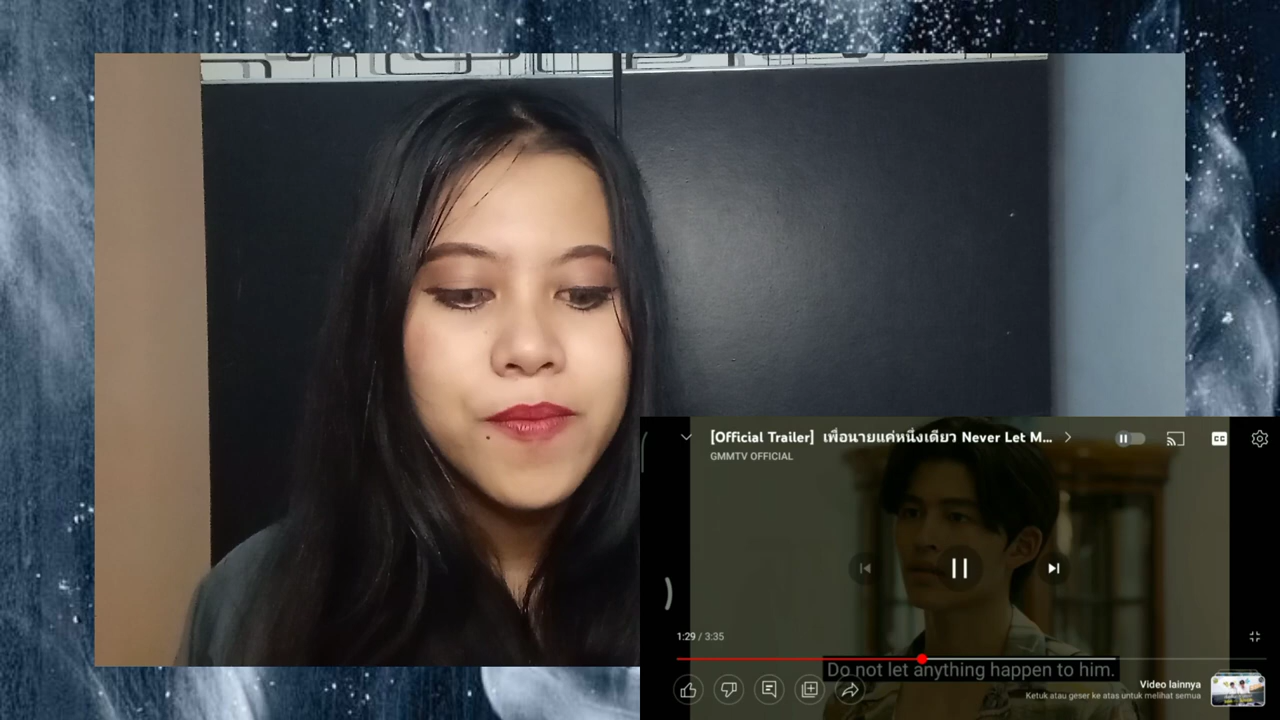 [Official Trailer] เพื่อนายแค่หนึ่งเดียว Never Let M...
GMMTV OFFICIAL
CC
1:29 / 3:35
Do not let anything happen to him.
Video lainnya
Ketuk atau geser ke atas untuk melihat semua